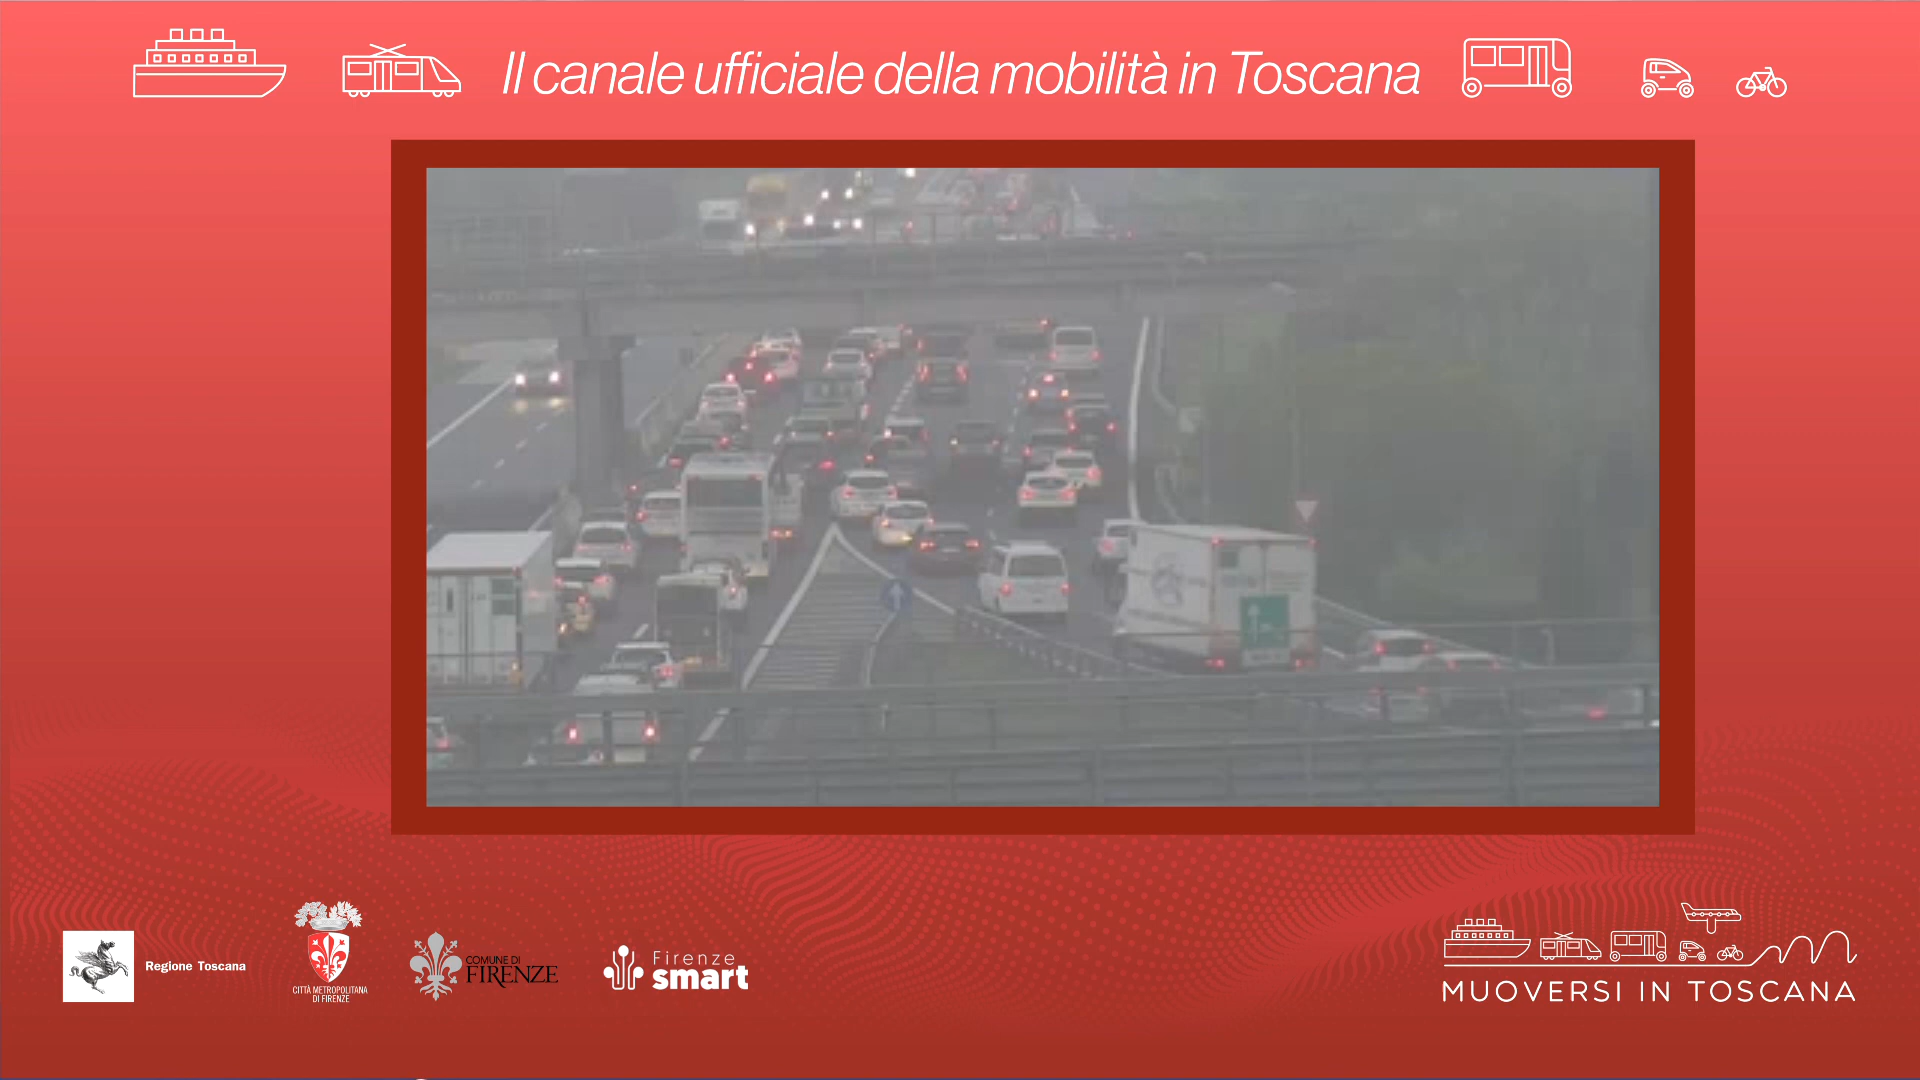 Il canale ufficiale della mobilità in Toscana
Regione Toscana
CITTÀ METROPOLITANA
DI FIRENZE
COMUNE DI
FIRENZE
Firenze
smart
MUOVERSI IN TOSCANA